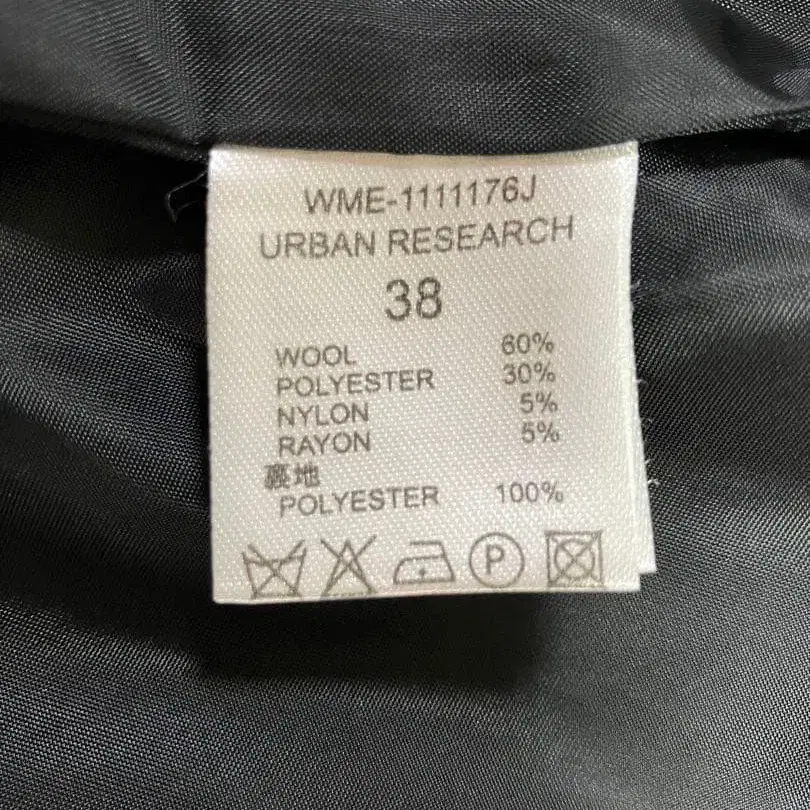 WME-1111176J
URBAN RESEARCH
38
WOOL 60%
POLYESTER 30%
NYLON 5%
RAYON 5%
裏地
POLYESTER 100%
P